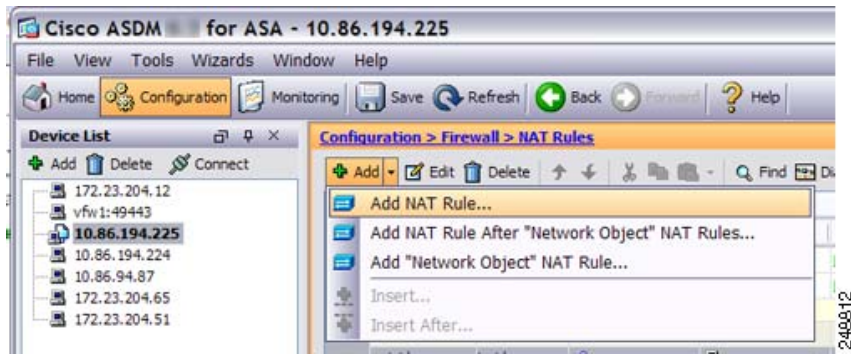 Cisco ASDM for ASA - 10.86.194.225
File View Tools Wizards Window Help
Home Configuration Monitoring Save Refresh Back Forward Help
Device List
Configuration > Firewall > NAT Rules
Add Delete Connect
Add Edit Delete Find
172.23.204.12
vfw1:49443
10.86.194.225
10.86.194.224
10.86.94.87
172.23.204.65
172.23.204.51
Add NAT Rule...
Add NAT Rule After "Network Object" NAT Rules...
Add "Network Object" NAT Rule...
Insert...
Insert After...
248812